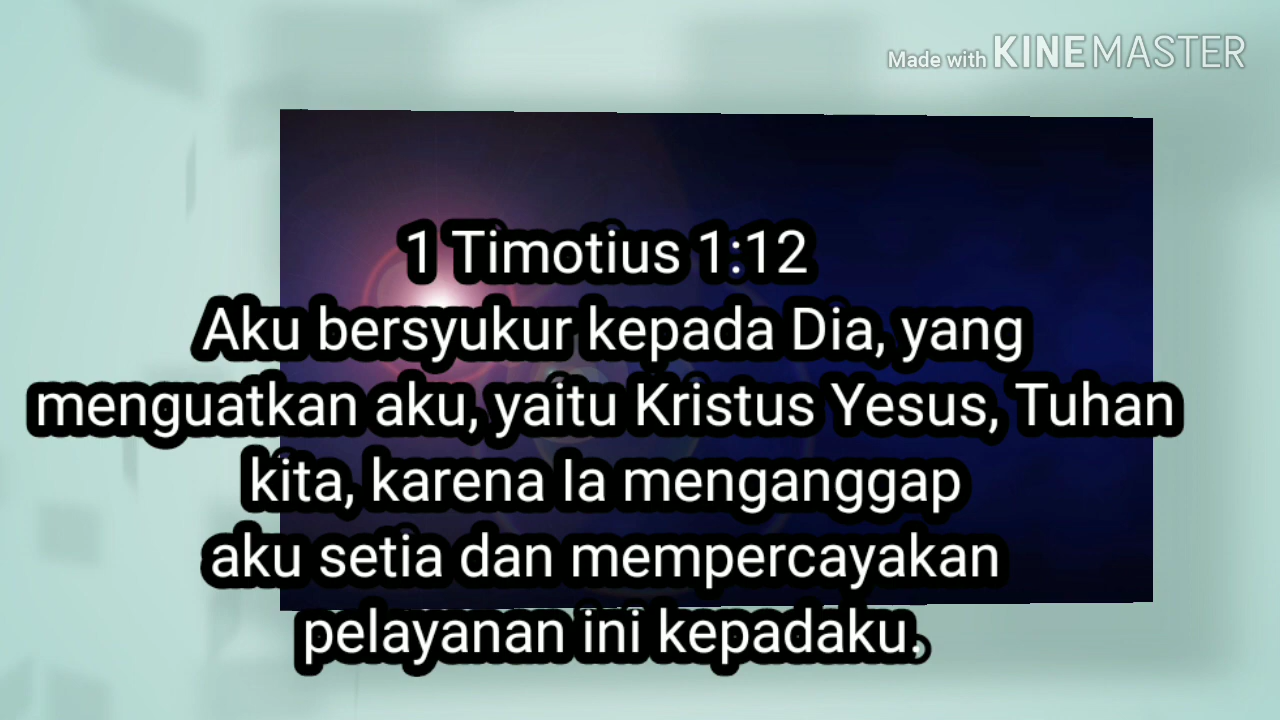 Made with KINEMASTER
1 Timotius 1:12
Aku bersyukur kepada Dia, yang
menguatkan aku, yaitu Kristus Yesus, Tuhan
kita, karena Ia menganggap
aku setia dan mempercayakan
pelayanan ini kepadaku.